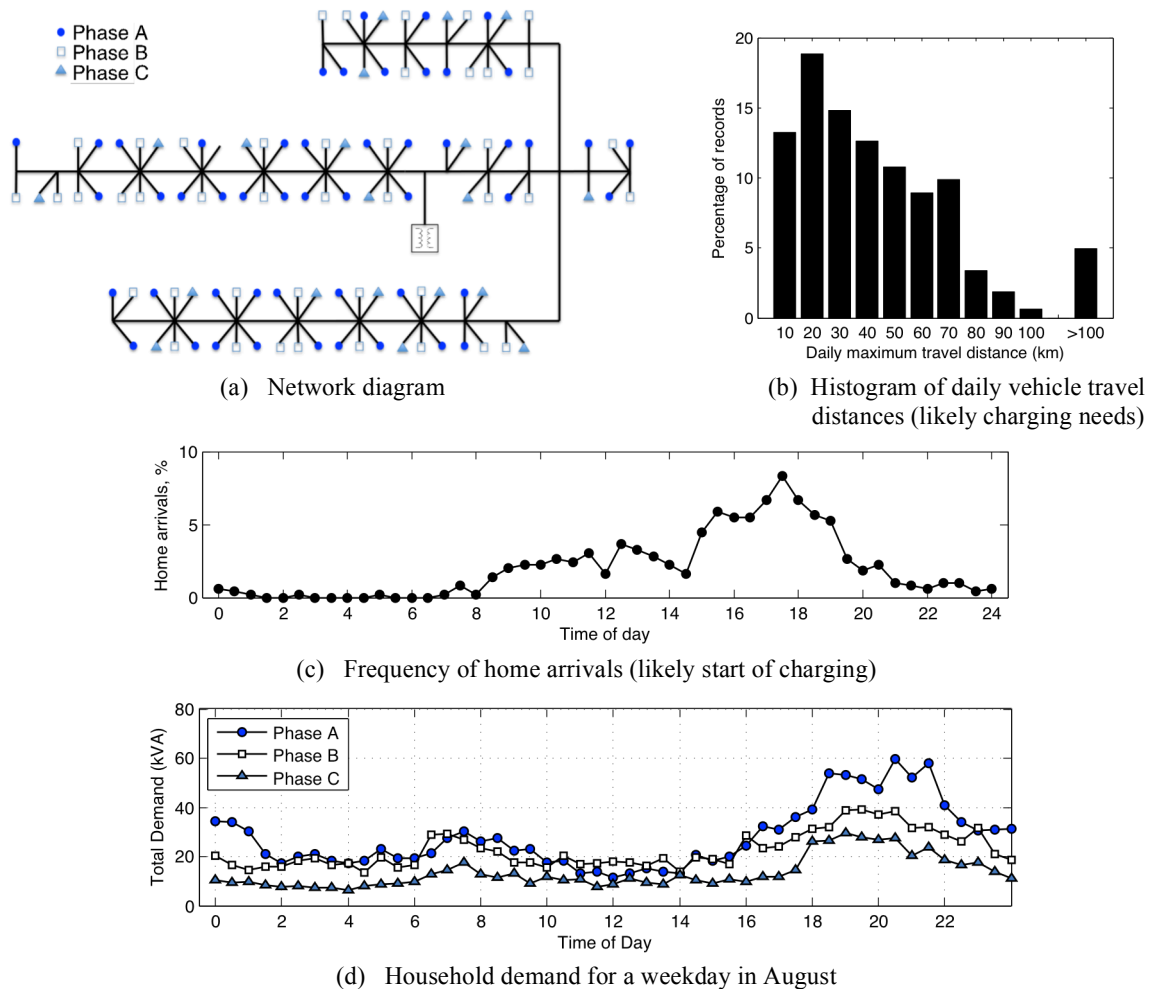 Phase A
Phase B
Phase C
(a) Network diagram
20
15
10
5
0
Percentage of records
10 20 30 40 50 60 70 80 90 100 >100
Daily maximum travel distance (km)
(b) Histogram of daily vehicle travel
distances (likely charging needs)
10
5
0
Home arrivals, %
0 2 4 6 8 10 12 14 16 18 20 22 24
Time of day
(c) Frequency of home arrivals (likely start of charging)
80
60
40
20
0
Total Demand (kVA)
Phase A
Phase B
Phase C
0 2 4 6 8 10 12 14 16 18 20 22
Time of Day
(d) Household demand for a weekday in August